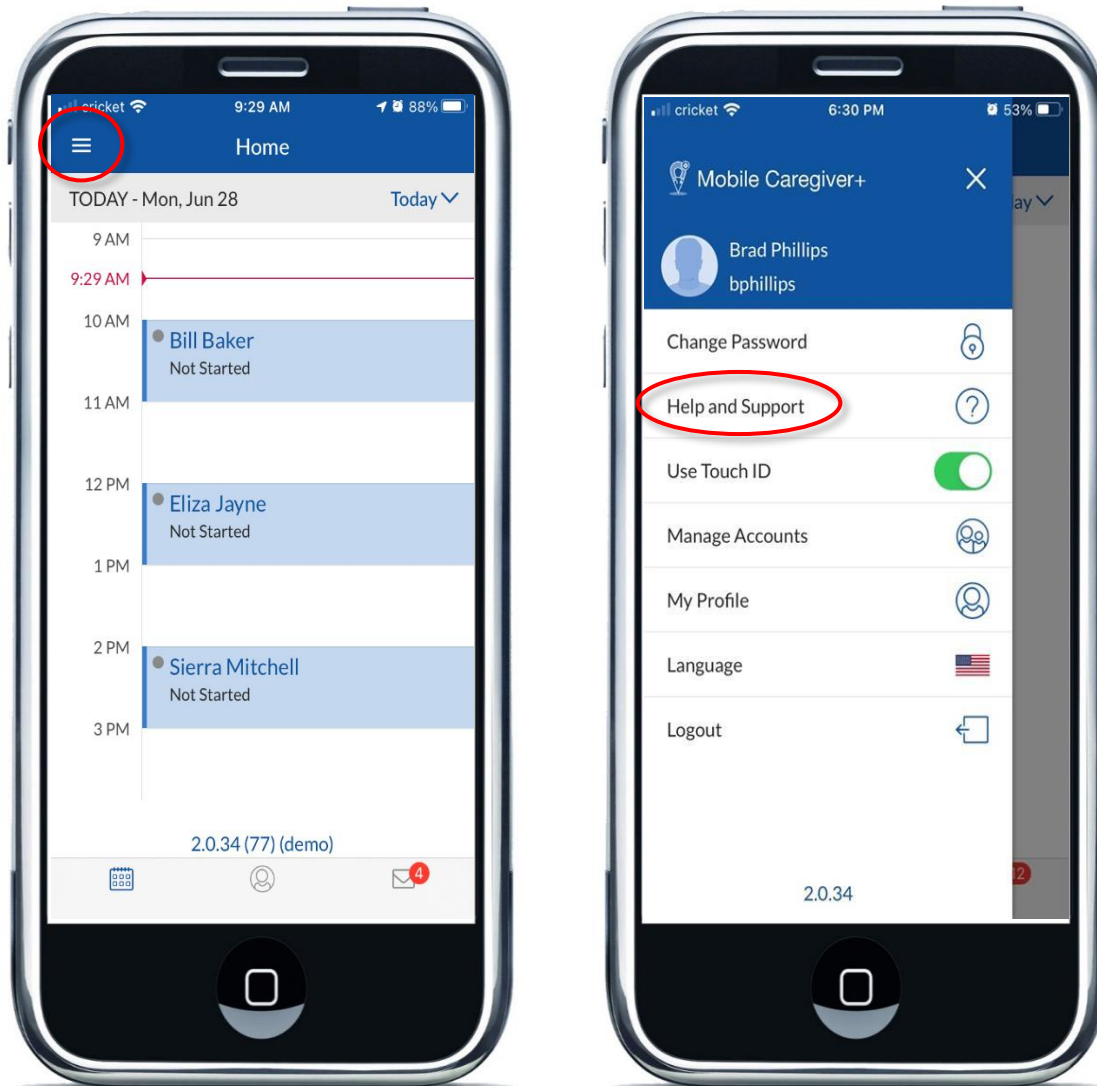 cricket 9:29 AM 88%
Home
TODAY - Mon, Jun 28 Today
9 AM
9:29 AM
10 AM
Bill Baker
Not Started
11 AM
12 PM
Eliza Jayne
Not Started
1 PM
2 PM
Sierra Mitchell
Not Started
3 PM
2.0.34 (77) (demo)
4
cricket 6:30 PM 53%
Mobile Caregiver+
ay
Brad Phillips
bphillips
Change Password
Help and Support
Use Touch ID
Manage Accounts
My Profile
Language
Logout
12
2.0.34